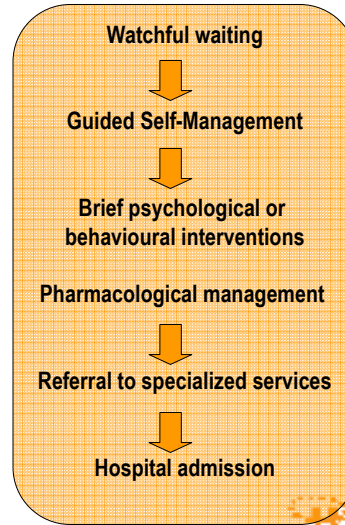 Watchful waiting
Guided Self-Management
Brief psychological or
behavioural interventions
Pharmacological management
Referral to specialized services
Hospital admission